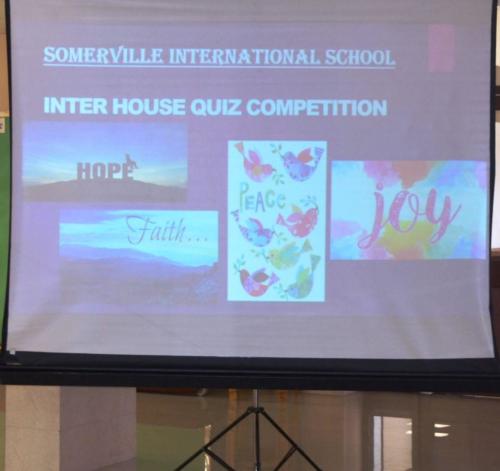 SOMERVILLE INTERNATIONAL SCHOOL
INTER HOUSE QUIZ COMPETITION
HOPE
Faith...
PEACE
joy